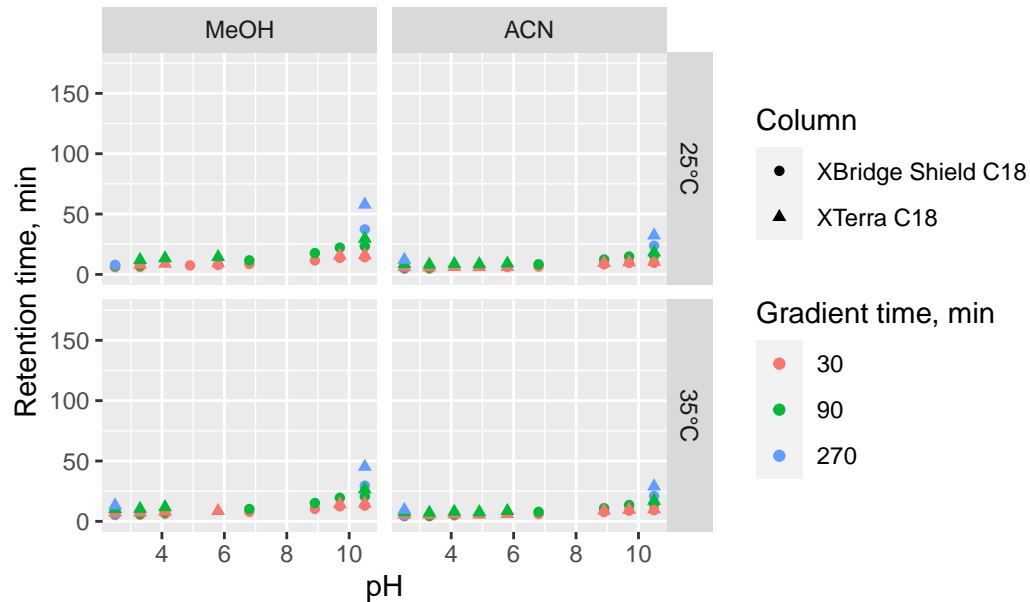 MeOH
ACN
Retention time, min
150
100
50
0
25°C
150
100
50
0
35°C
4
6
8
10
4
6
8
10
pH
Column
XBridge Shield C18
XTerra C18
Gradient time, min
30
90
270